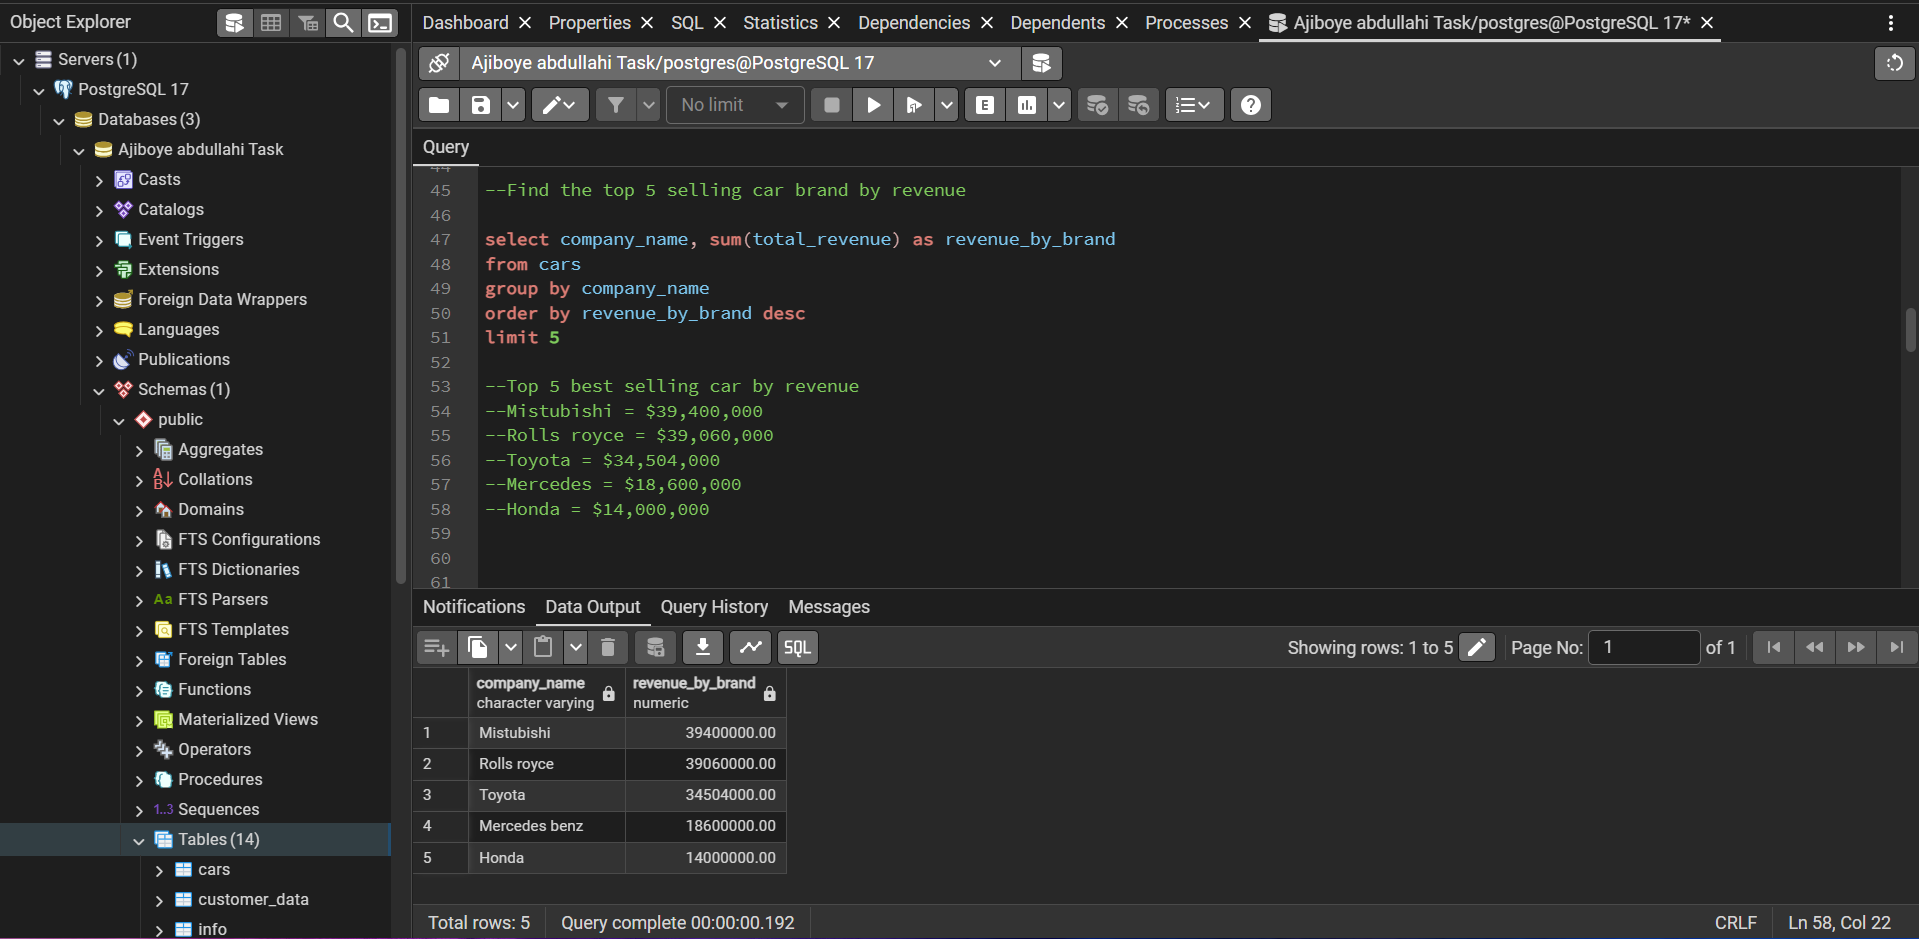 Object Explorer
Dashboard
Properties
SQL
Statistics
Dependencies
Dependents
Processes
Ajiboye abdullahi Task/postgres@PostgreSQL 17*
Servers (1)
PostgreSQL 17
Databases (3)
Ajiboye abdullahi Task
Casts
Catalogs
Event Triggers
Extensions
Foreign Data Wrappers
Languages
Publications
Schemas (1)
public
Aggregates
Collations
Domains
FTS Configurations
FTS Dictionaries
Aa FTS Parsers
FTS Templates
Foreign Tables
Functions
Materialized Views
Operators
Procedures
1..3 Sequences
Tables (14)
cars
customer_data
info
Ajiboye abdullahi Task/postgres@PostgreSQL 17
No limit
E
Query
44
45 --Find the top 5 selling car brand by revenue
46
47 select company_name, sum(total_revenue) as revenue_by_brand
48 from cars
49 group by company_name
50 order by revenue_by_brand desc
51 limit 5
52
53 --Top 5 best selling car by revenue
54 --Mistubishi = $39,400,000
55 --Rolls royce = $39,060,000
56 --Toyota = $34,504,000
57 --Mercedes = $18,600,000
58 --Honda = $14,000,000
59
60
61
Notifications
Data Output
Query History
Messages
SQL
Showing rows: 1 to 5
Page No: 1 of 1
company_name
character varying
revenue_by_brand
numeric
1 Mistubishi 39400000.00
2 Rolls royce 39060000.00
3 Toyota 34504000.00
4 Mercedes benz 18600000.00
5 Honda 14000000.00
Total rows: 5
Query complete 00:00:00.192
CRLF
Ln 58, Col 22